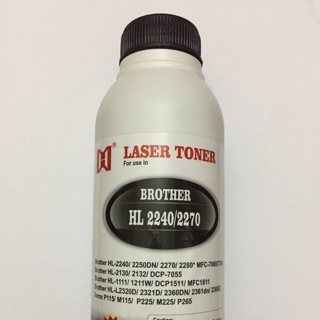 LASER TONER
For use in
BROTHER
HL 2240/2270
Brother HL-2240/ 2250DN/ 2270/ 2280*
Brother HL-2130/ 2132/ DCP-7055
Brother HL-1111/ 1211W/ DCP1511/ MFC1811
Brother HL-L2320D/ 2321D/ 2360DN/ 2361dn/
P115/ M115/ P225/ M225/ P265